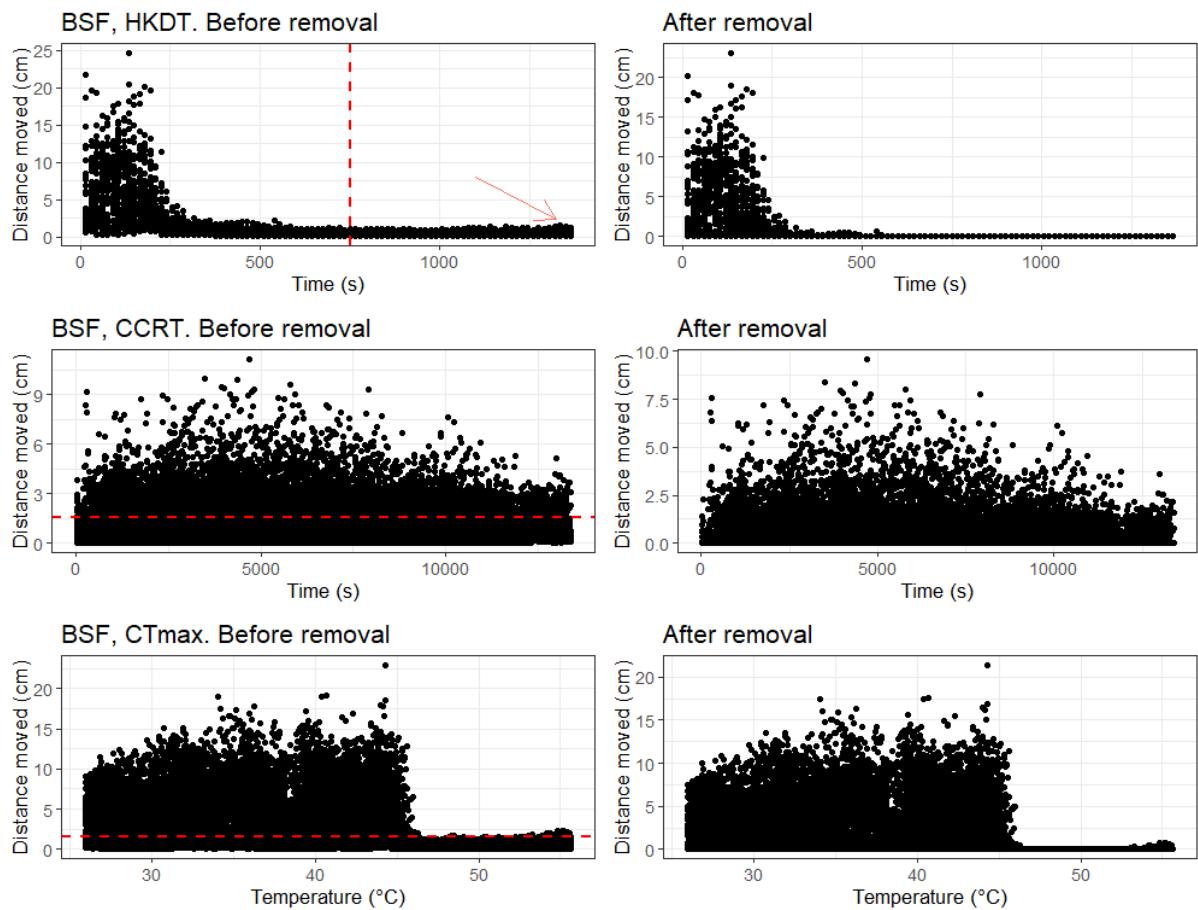 BSF, HKDT. Before removal
After removal
Distance moved (cm)
25
20
15
10
5
0
0
500
1000
Time (s)
Distance moved (cm)
20
15
10
5
0
0
500
1000
Time (s)
BSF, CCRT. Before removal
After removal
Distance moved (cm)
9
6
3
0
0
5000
10000
Time (s)
Distance moved (cm)
10.0
7.5
5.0
2.5
0.0
0
5000
10000
Time (s)
BSF, CTmax. Before removal
After removal
Distance moved (cm)
20
15
10
5
0
30
40
50
Temperature (°C)
Distance moved (cm)
20
15
10
5
0
30
40
50
Temperature (°C)